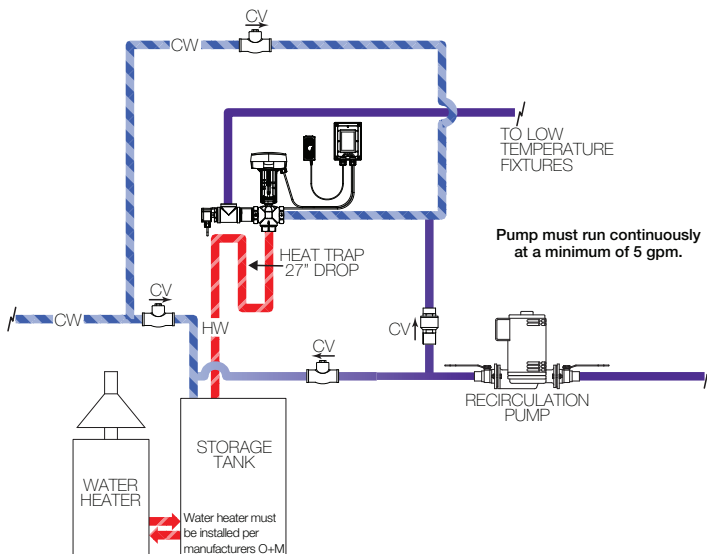 CV
CW
TO LOW
TEMPERATURE
FIXTURES
Pump must run continuously
at a minimum of 5 gpm.
HEAT TRAP
27" DROP
CV
CW
HW
CV
CV
RECIRCULATION
PUMP
STORAGE
TANK
WATER
HEATER
Water heater must
be installed per
manufacturers O+M